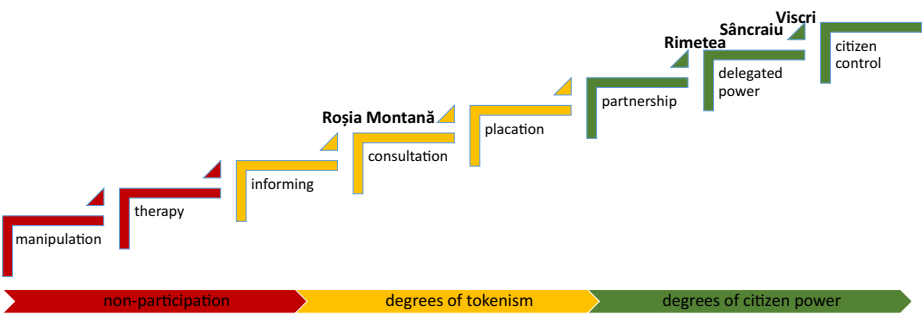 Viscri
Sâncraiu
Rimetea
citizen
control
delegated
power
partnership
Roșia Montană
placation
consultation
informing
therapy
manipulation
non-participation
degrees of tokenism
degrees of citizen power